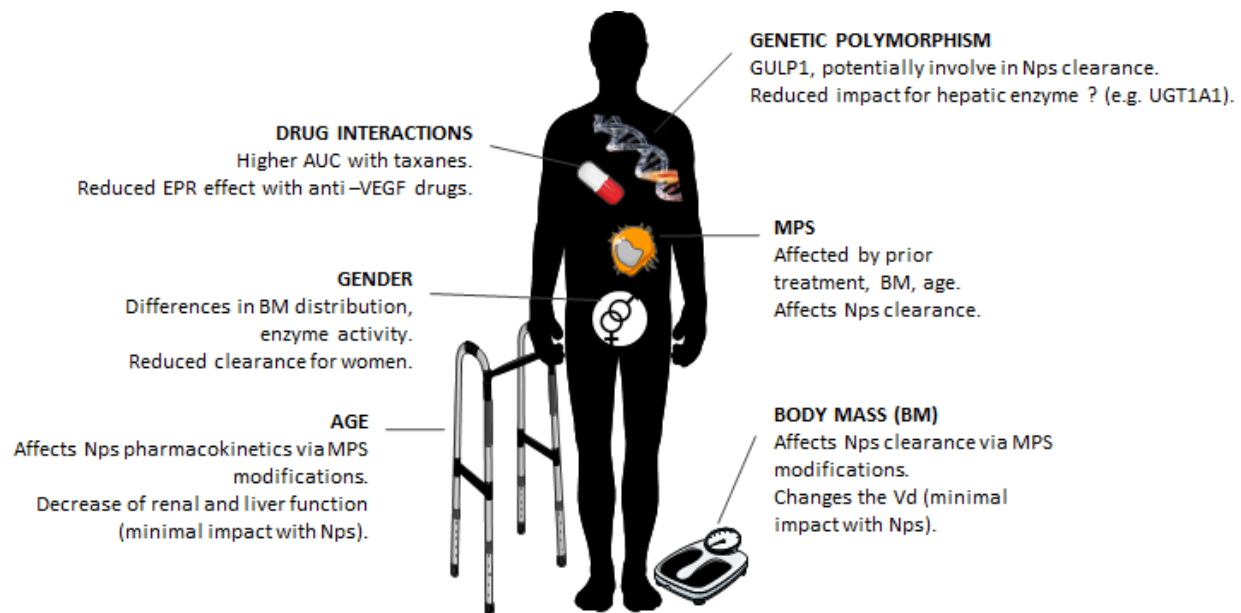 GENETIC POLYMORPHISM
GULP1, potentially involve in Nps clearance.
Reduced impact for hepatic enzyme ? (e.g. UGT1A1).
DRUG INTERACTIONS
Higher AUC with taxanes.
Reduced EPR effect with anti –VEGF drugs.
MPS
Affected by prior
treatment, BM, age.
Affects Nps clearance.
GENDER
Differences in BM distribution,
enzyme activity.
Reduced clearance for women.
AGE
Affects Nps pharmacokinetics via MPS
modifications.
Decrease of renal and liver function
(minimal impact with Nps).
BODY MASS (BM)
Affects Nps clearance via MPS
modifications.
Changes the Vd (minimal
impact with Nps).